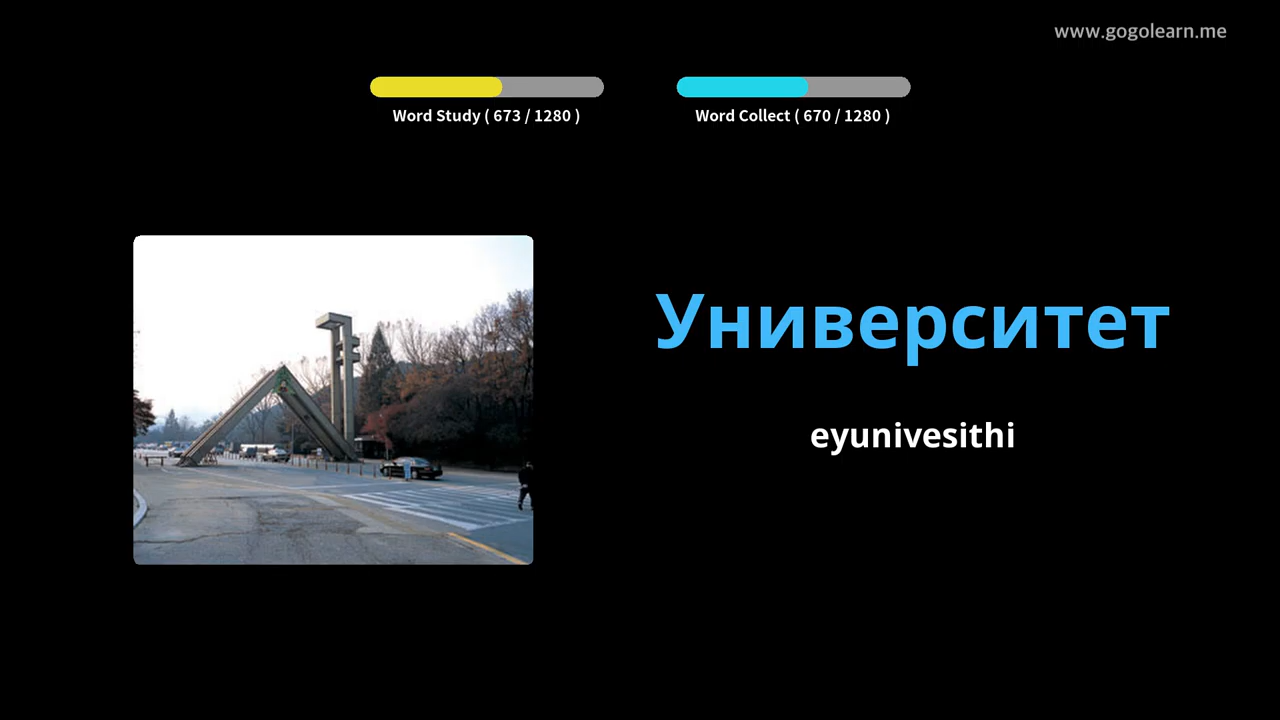 www.gogolearn.me
Word Study ( 673 / 1280 )
Word Collect ( 670 / 1280 )
Университет
eyunivesithi